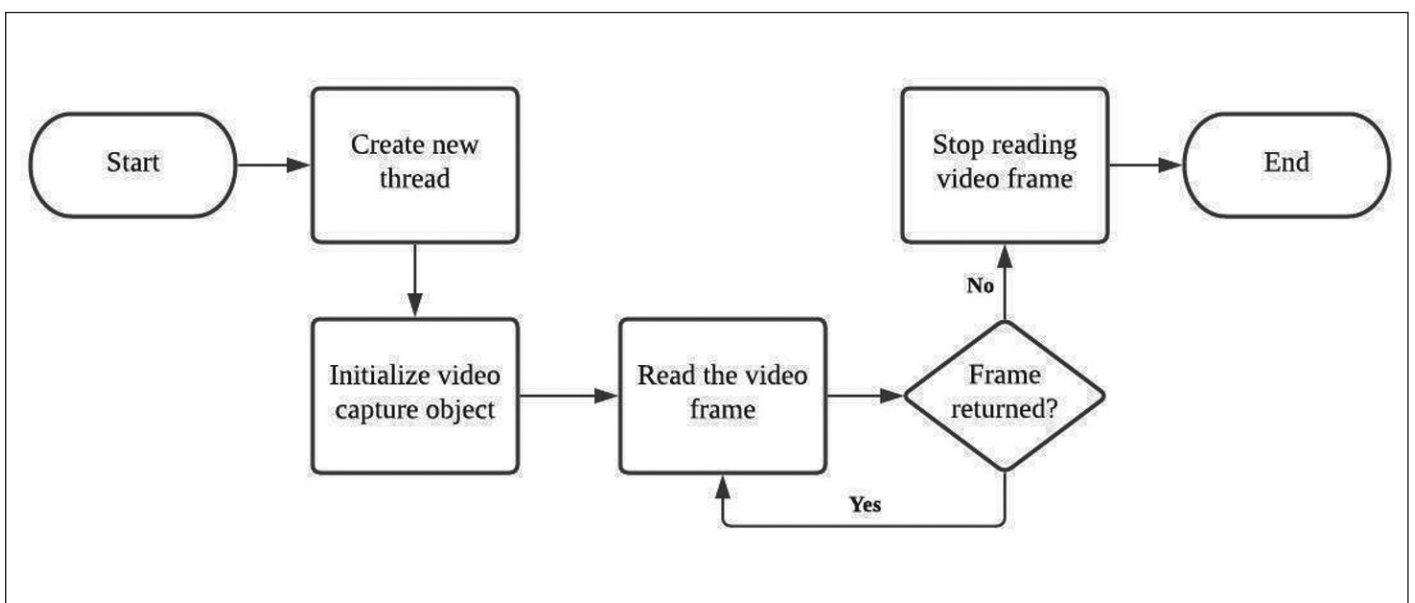 Start
Create new
thread
Initialize video
capture object
Read the video
frame
Frame
returned?
Yes
No
Stop reading
video frame
End